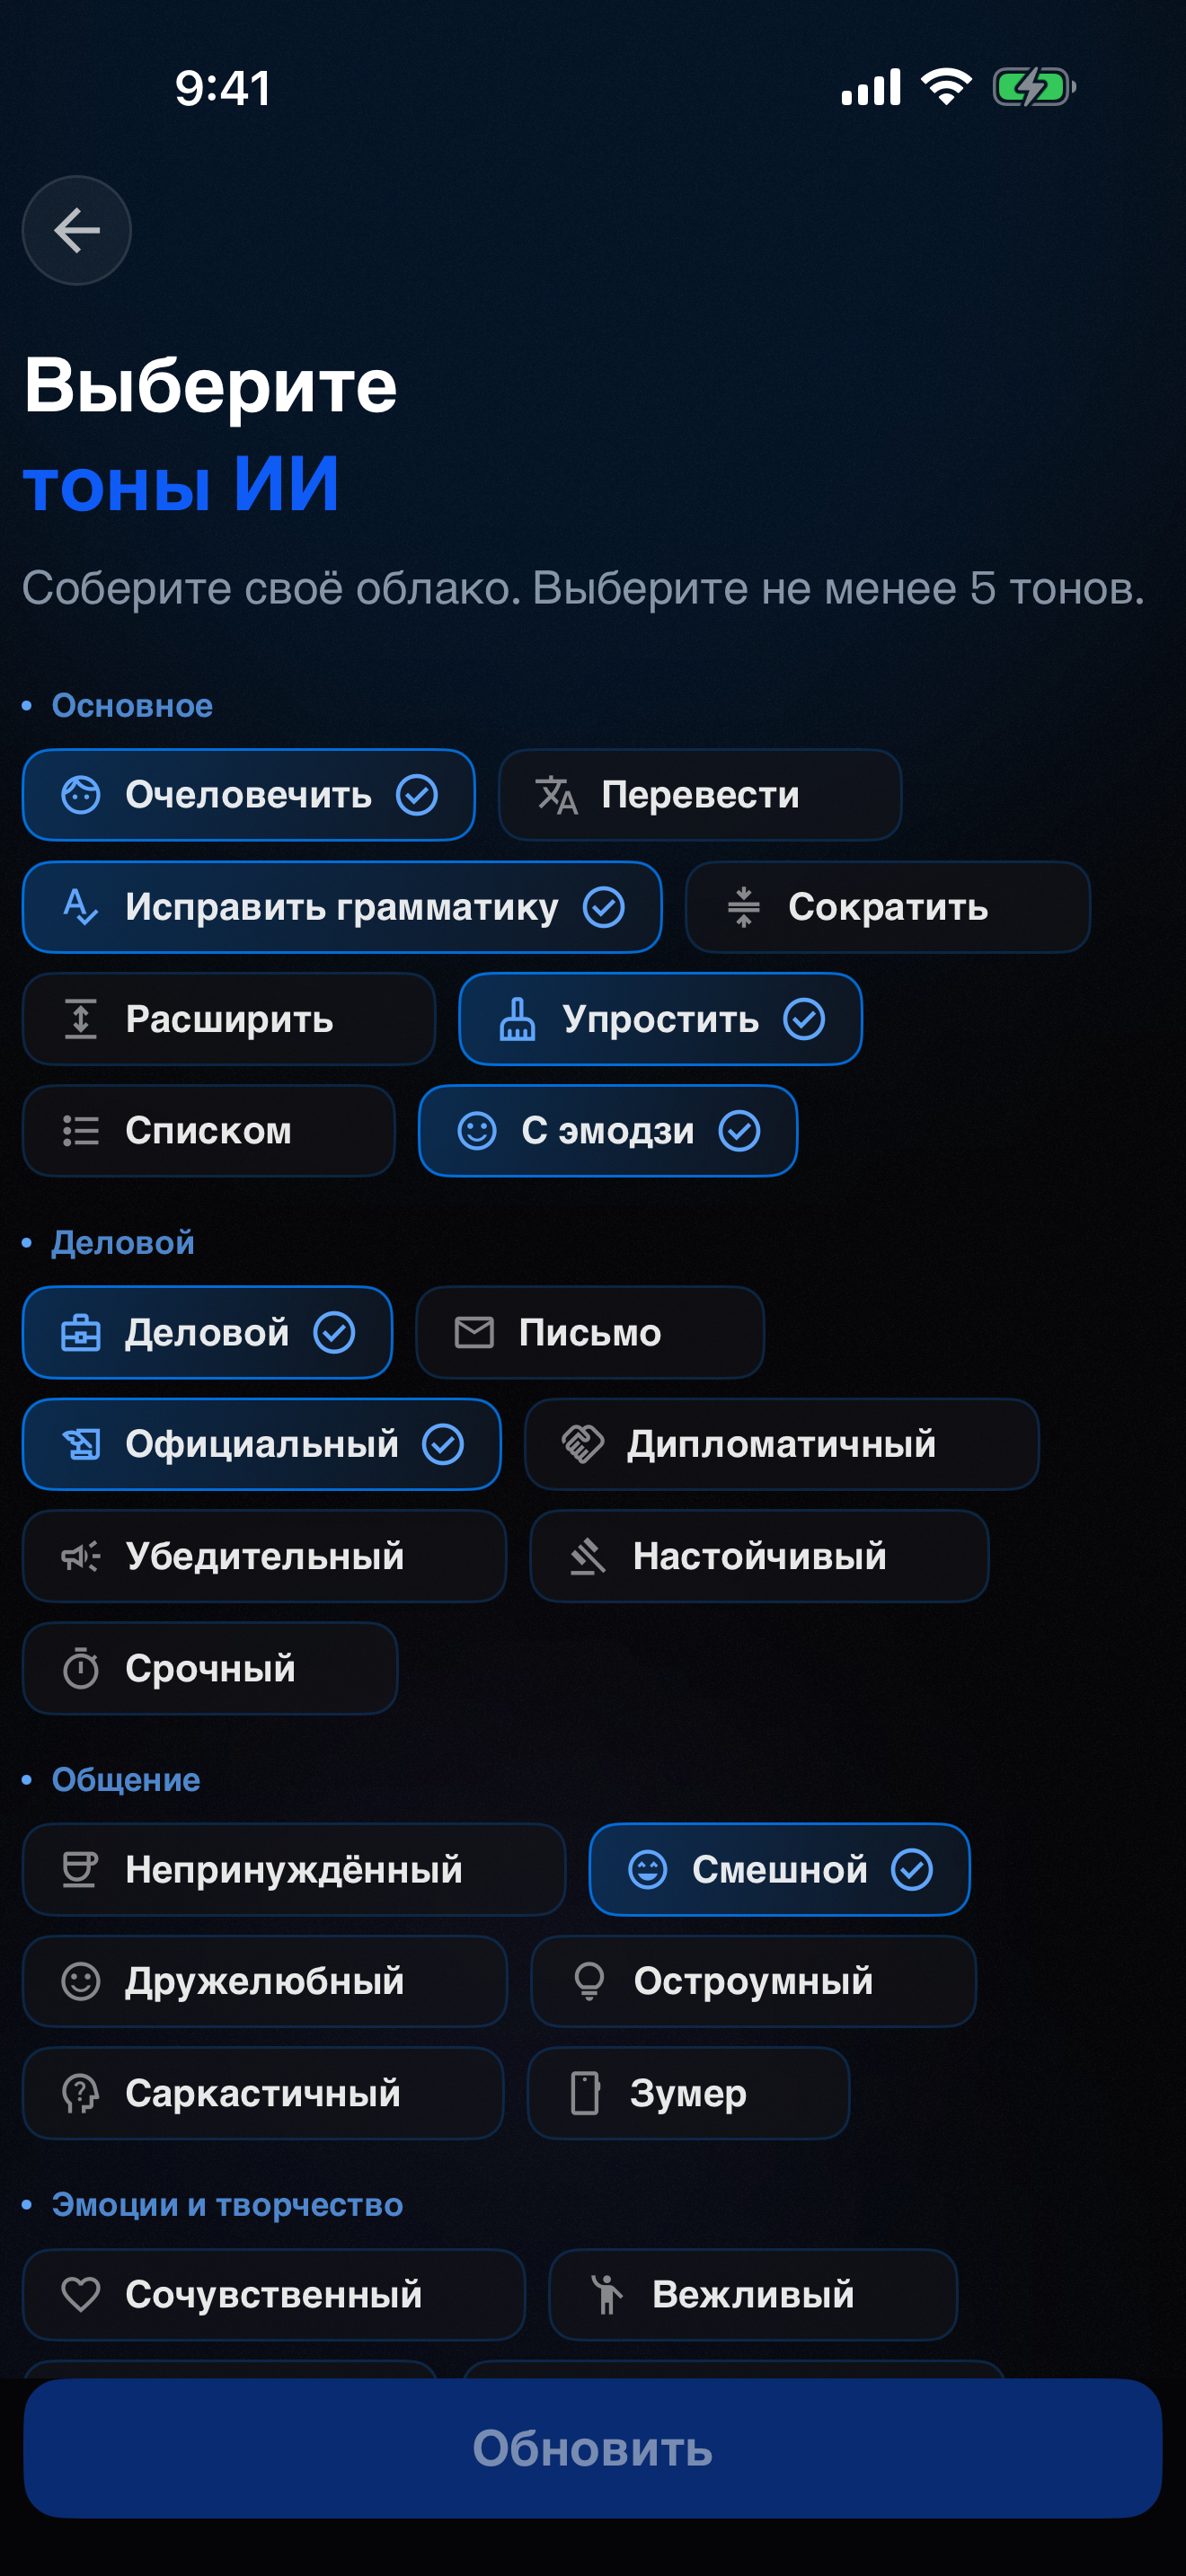 9:41
Выберите
тоны ИИ
Соберите своё облако. Выберите не менее 5 тонов.
• Основное
Очеловечить Перевести
Исправить грамматику Сократить
Расширить Упростить
Списком С эмодзи
• Деловой
Деловой Письмо
Официальный Дипломатичный
Убедительный Настойчивый
Срочный
• Общение
Непринуждённый Смешной
Дружелюбный Остроумный
Саркастичный Зумер
• Эмоции и творчество
Сочувственный Вежливый
Обновить